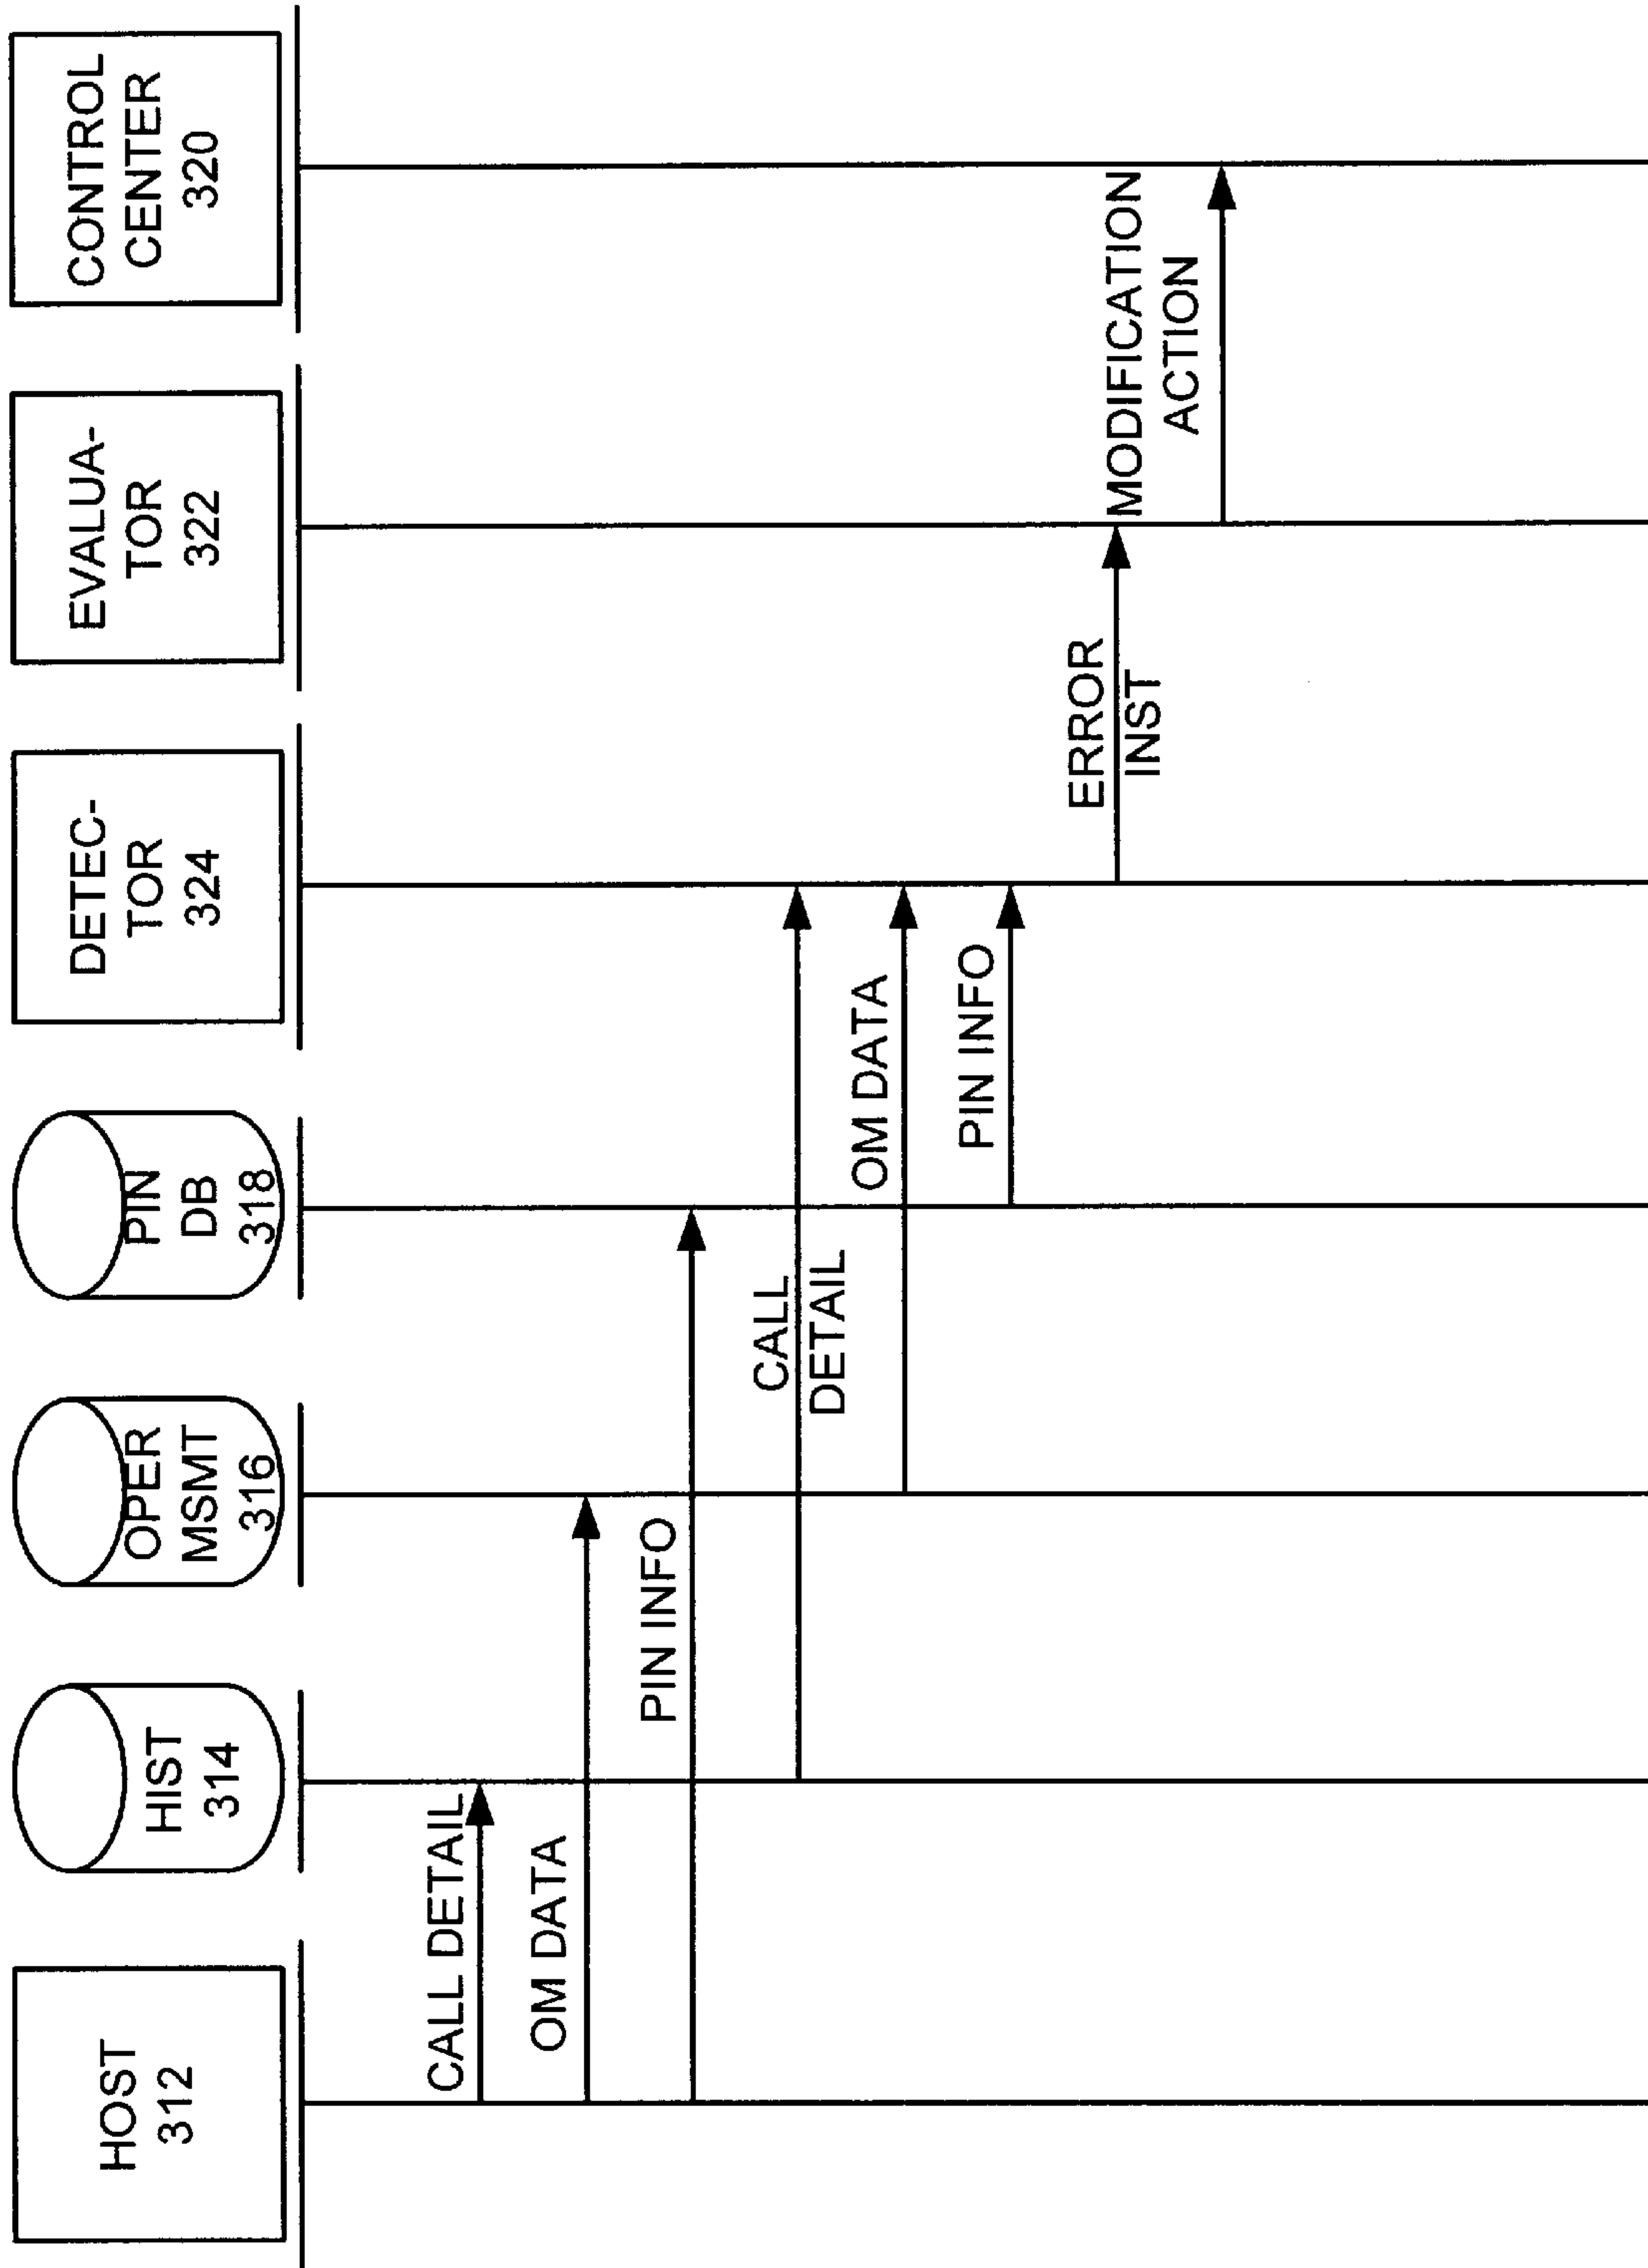 HOST
312
HIST
314
OPER
MSMT
316
PIN
DB
318
DETEC-
TOR
324
EVALUA-
TOR
322
CONTROL
CENTER
320
CALL DETAIL
OM DATA
PIN INFO
CALL
DETAIL
OM DATA
PIN INFO
ERROR
INST
MODIFICATION
ACTION